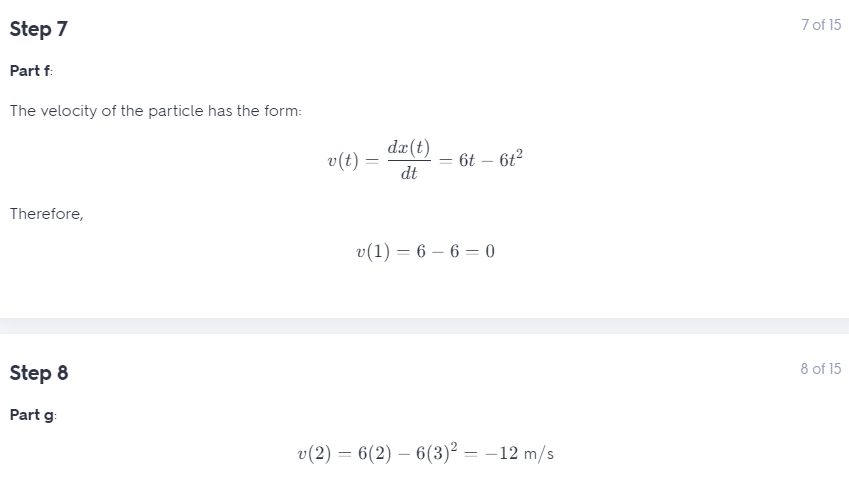 Step 7
7 of 15
Part f:
The velocity of the particle has the form:
v(t) = dx(t)/dt = 6t − 6t²
Therefore,
v(1) = 6 − 6 = 0
Step 8
8 of 15
Part g:
v(2) = 6(2) − 6(3)² = −12 m/s